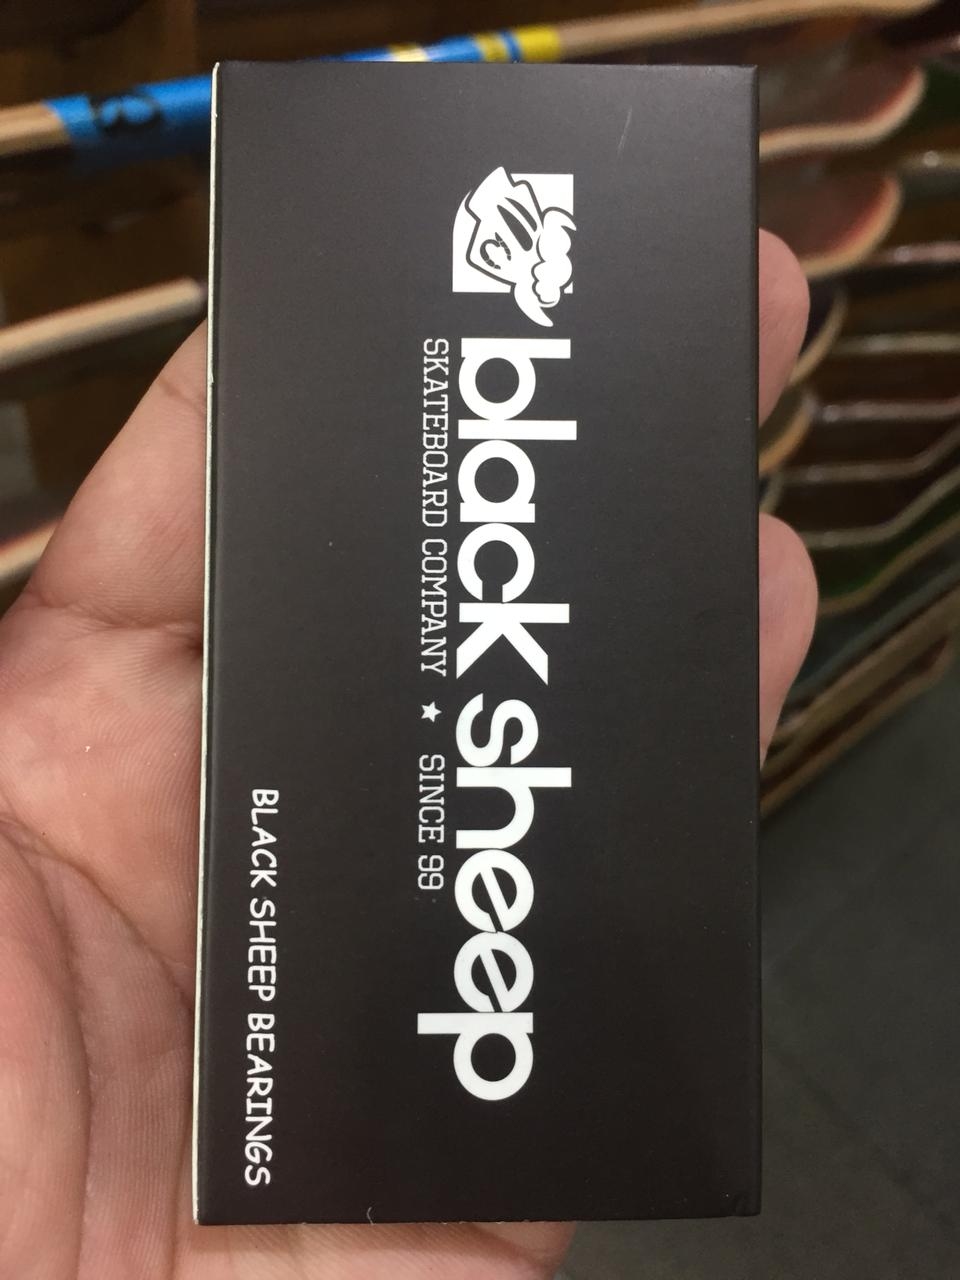 black sheep
SKATEBOARD COMPANY ★ SINCE 99
BLACK SHEEP BEARINGS